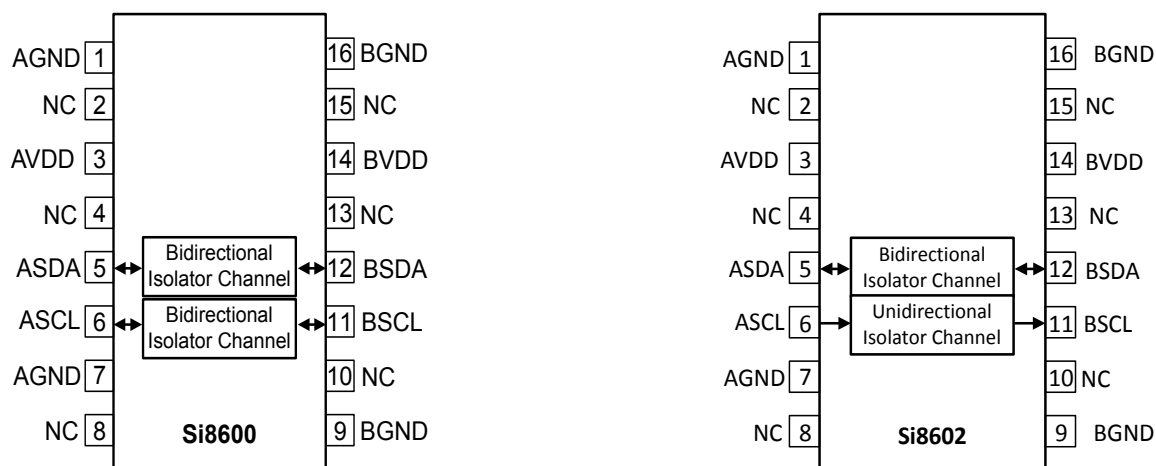 AGND 1
16 BGND
NC 2
15 NC
AVDD 3
14 BVDD
NC 4
13 NC
ASDA 5
Bidirectional
Isolator Channel
12 BSDA
ASCL 6
Bidirectional
Isolator Channel
11 BSCL
AGND 7
10 NC
NC 8
Si8600
9 BGND
AGND 1
16 BGND
NC 2
15 NC
AVDD 3
14 BVDD
NC 4
13 NC
ASDA 5
Bidirectional
Isolator Channel
12 BSDA
ASCL 6
Unidirectional
Isolator Channel
11 BSCL
AGND 7
10 NC
NC 8
Si8602
9 BGND